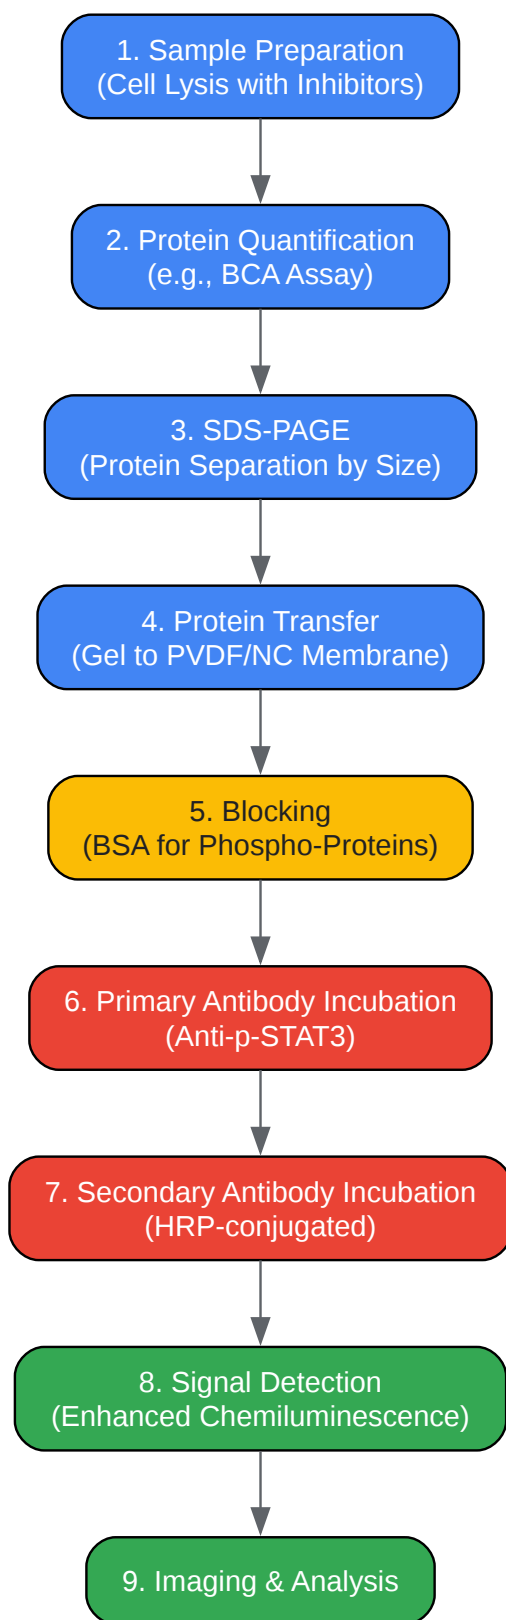 1. Sample Preparation
(Cell Lysis with Inhibitors)
2. Protein Quantification
(e.g., BCA Assay)
3. SDS-PAGE
(Protein Separation by Size)
4. Protein Transfer
(Gel to PVDF/NC Membrane)
5. Blocking
(BSA for Phospho-Proteins)
6. Primary Antibody Incubation
(Anti-p-STAT3)
7. Secondary Antibody Incubation
(HRP-conjugated)
8. Signal Detection
(Enhanced Chemiluminescence)
9. Imaging & Analysis